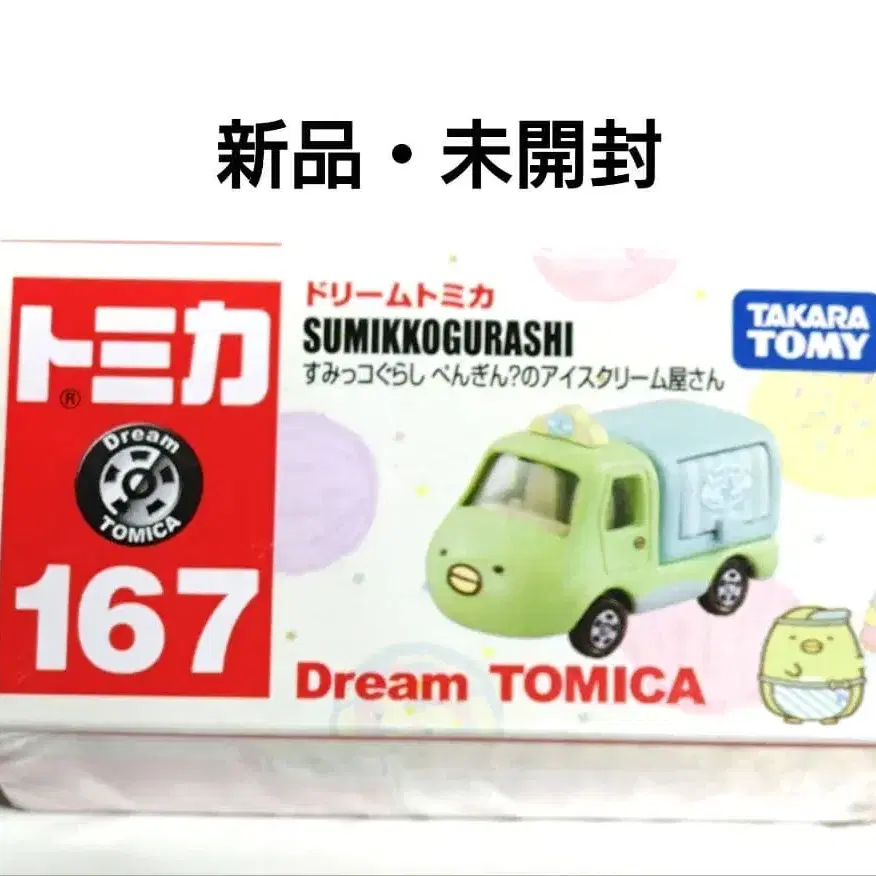 新品・未開封
トミカ
®
Dream
TOMICA
167
ドリームトミカ
SUMIKKOGURASHI
すみっコぐらし ぺんぎん?のアイスクリーム屋さん
TAKARA
TOMY
Dream TOMICA